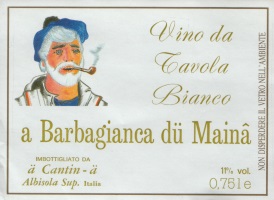 Vino da
Tavola
Bianco
a Barbagianca dü Mainâ
IMBOTTIGLIATO DA
â Cantin-â
Albisola Sup. Italia
11% vol.
0,75 l e
NON DISPERDERE IL VETRO NELL'AMBIENTE